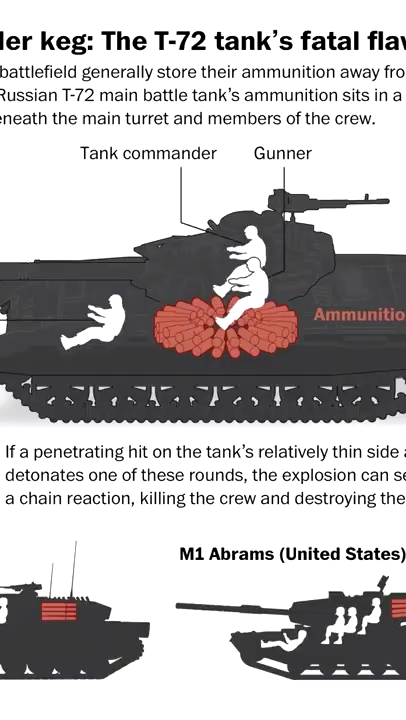 ler keg: The T-72 tank's fatal flaw
battlefield generally store their ammunition away fro
Russian T-72 main battle tank's ammunition sits in a
eneath the main turret and members of the crew.
Tank commander Gunner
Ammunitio
If a penetrating hit on the tank's relatively thin side a
detonates one of these rounds, the explosion can se
a chain reaction, killing the crew and destroying the
M1 Abrams (United States)